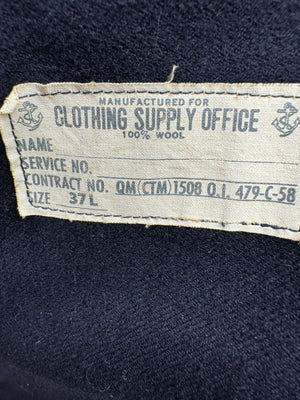 MANUFACTURED FOR
CLOTHING SUPPLY OFFICE
100% WOOL
NAME
SERVICE NO.
CONTRACT NO. QM(CTM)1508 O.I. 479-C-58
SIZE 37L